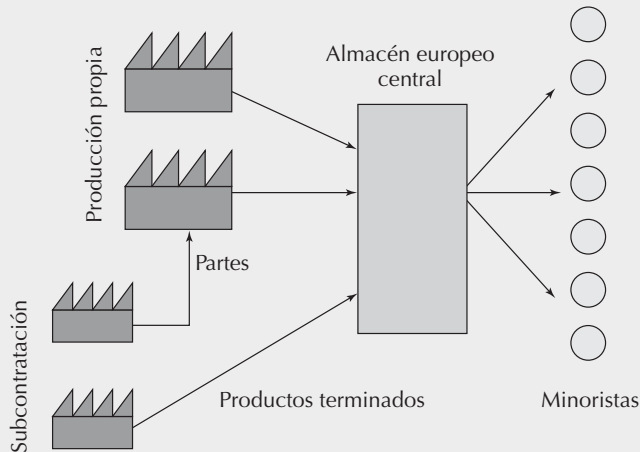 Almacén europeo
central
Producción propia
Partes
Subcontratación
Productos terminados
Minoristas